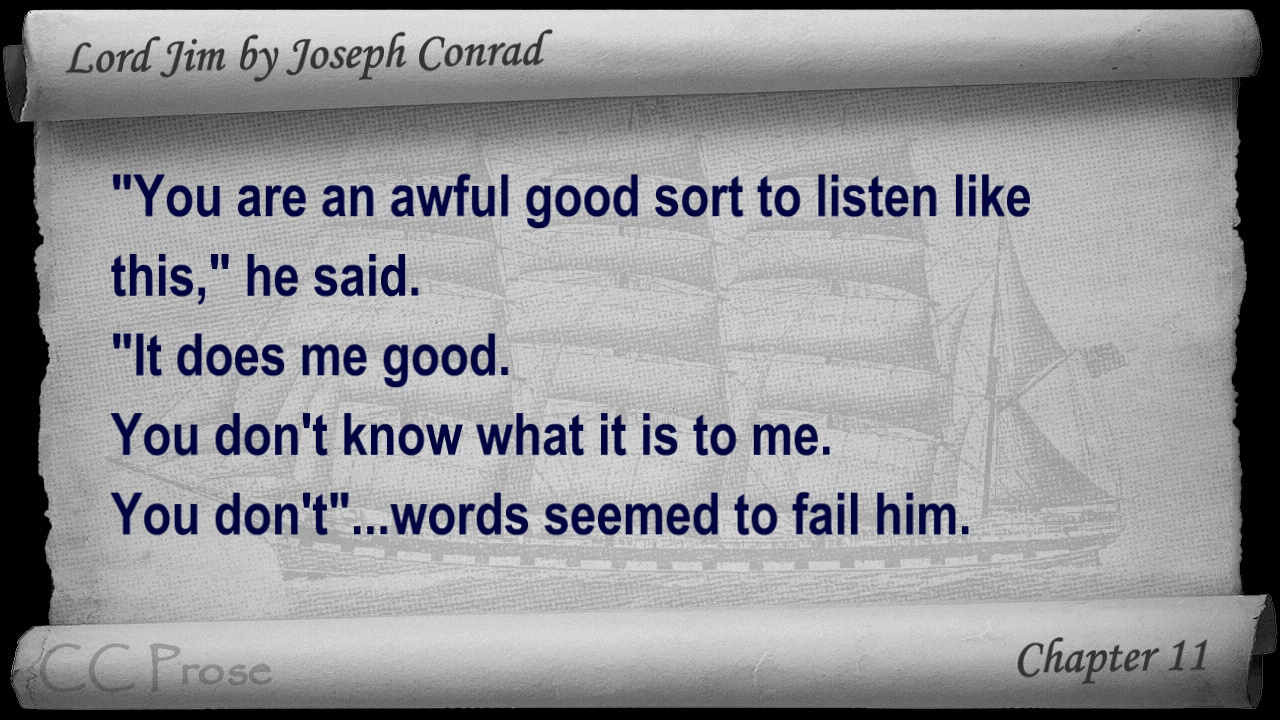 Lord Jim by Joseph Conrad
"You are an awful good sort to listen like
this," he said.
"It does me good.
You don't know what it is to me.
You don't"...words seemed to fail him.
CC Prose
Chapter 11